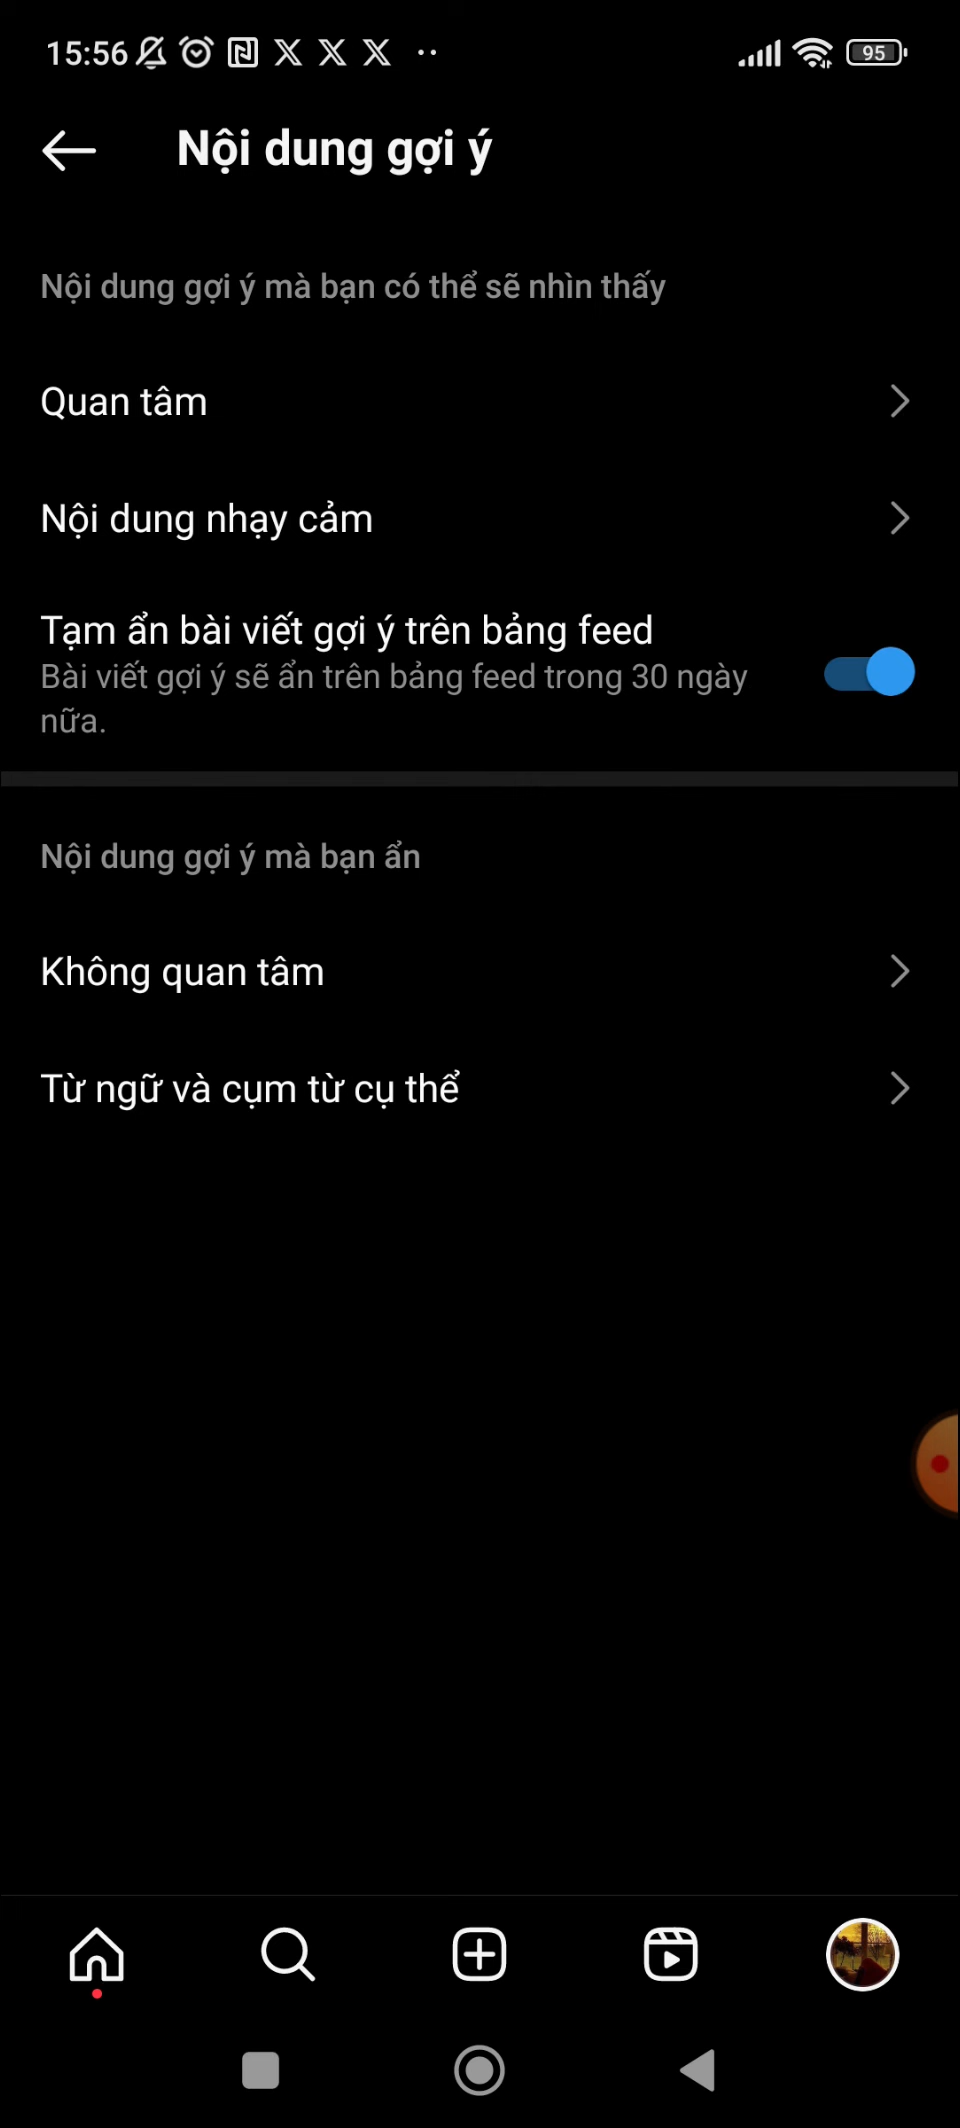 15:56
95
Nội dung gợi ý
Nội dung gợi ý mà bạn có thể sẽ nhìn thấy
Quan tâm
Nội dung nhạy cảm
Tạm ẩn bài viết gợi ý trên bảng feed
Bài viết gợi ý sẽ ẩn trên bảng feed trong 30 ngày
nữa.
Nội dung gợi ý mà bạn ẩn
Không quan tâm
Từ ngữ và cụm từ cụ thể